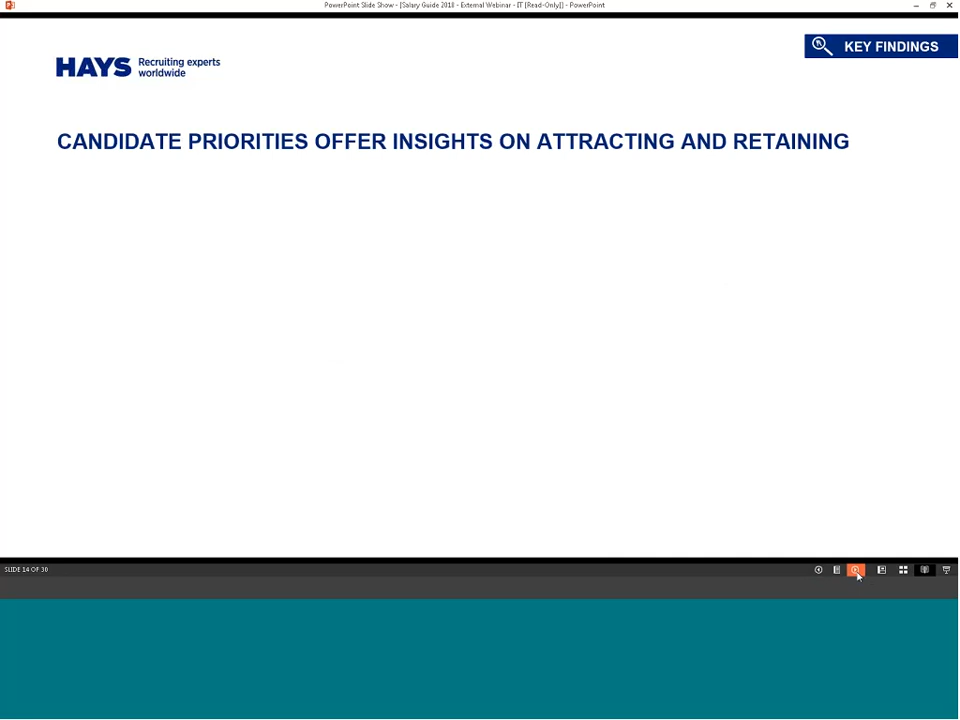 PowerPoint Slide Show - [Salary Guide 2018 - External Webinar - IT [Read-Only]] - PowerPoint
KEY FINDINGS
HAYS Recruiting experts
worldwide
CANDIDATE PRIORITIES OFFER INSIGHTS ON ATTRACTING AND RETAINING
SLIDE 14 OF 30